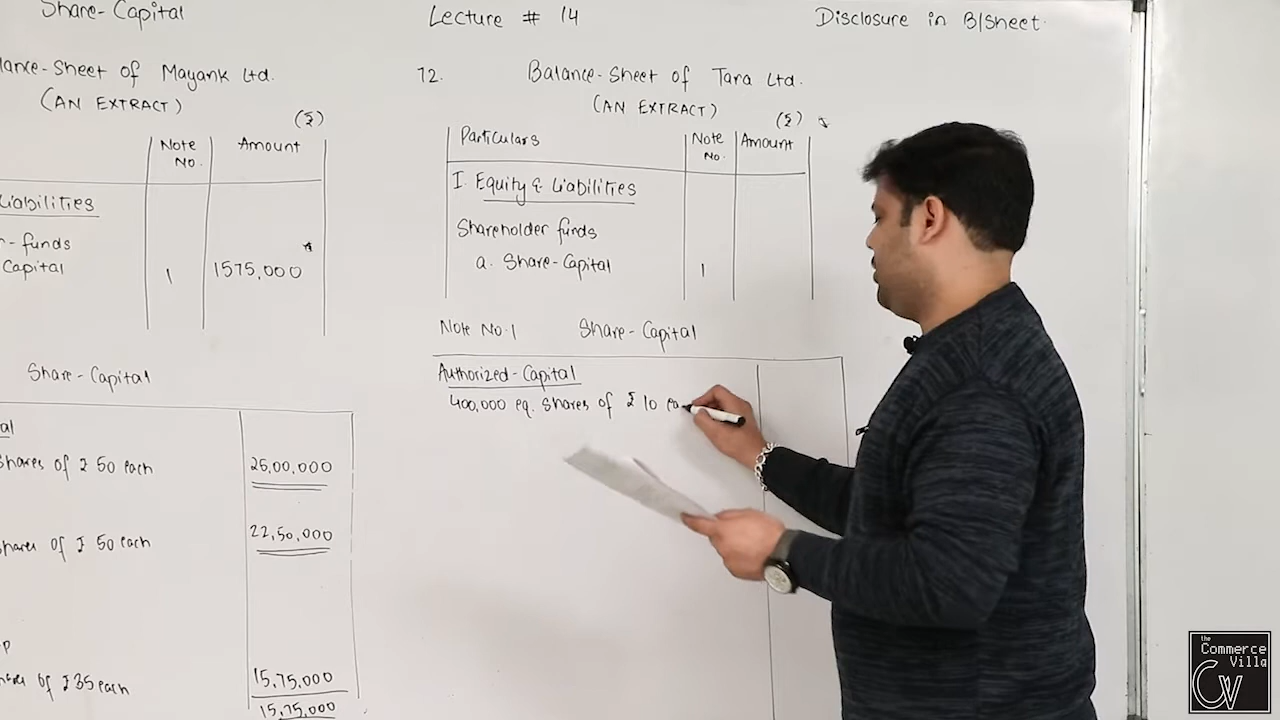 Share-Capital
Lecture # 14
Disclosure in B/Sheet.
lance-Sheet of Mayank Ltd.
(AN EXTRACT)
(₹)
Note No.
Amount
Liabilities
r-funds
Capital
1
1575,000
Share-Capital
al
Shares of ₹ 50 each
25,00,000
Shares of ₹ 50 each
22,50,000
P
hares of ₹35 each
15,75,000
15,75,000
72.
Balance-Sheet of Tara Ltd.
(AN EXTRACT)
(₹)
Particulars
Note No.
Amount
I. Equity & Liabilities
Shareholder funds
a. Share-Capital
1
Note No.1
Share-Capital
Authorized-Capital
400,000 eq. Shares of ₹ 10 ea
the
Commerce
Villa
CV